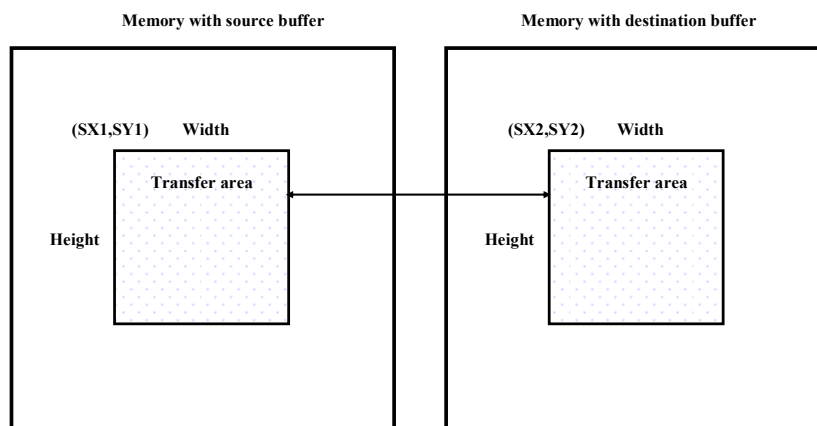 Memory with source buffer
Memory with destination buffer
(SX1,SY1) Width
(SX2,SY2) Width
Transfer area
Transfer area
Height
Height